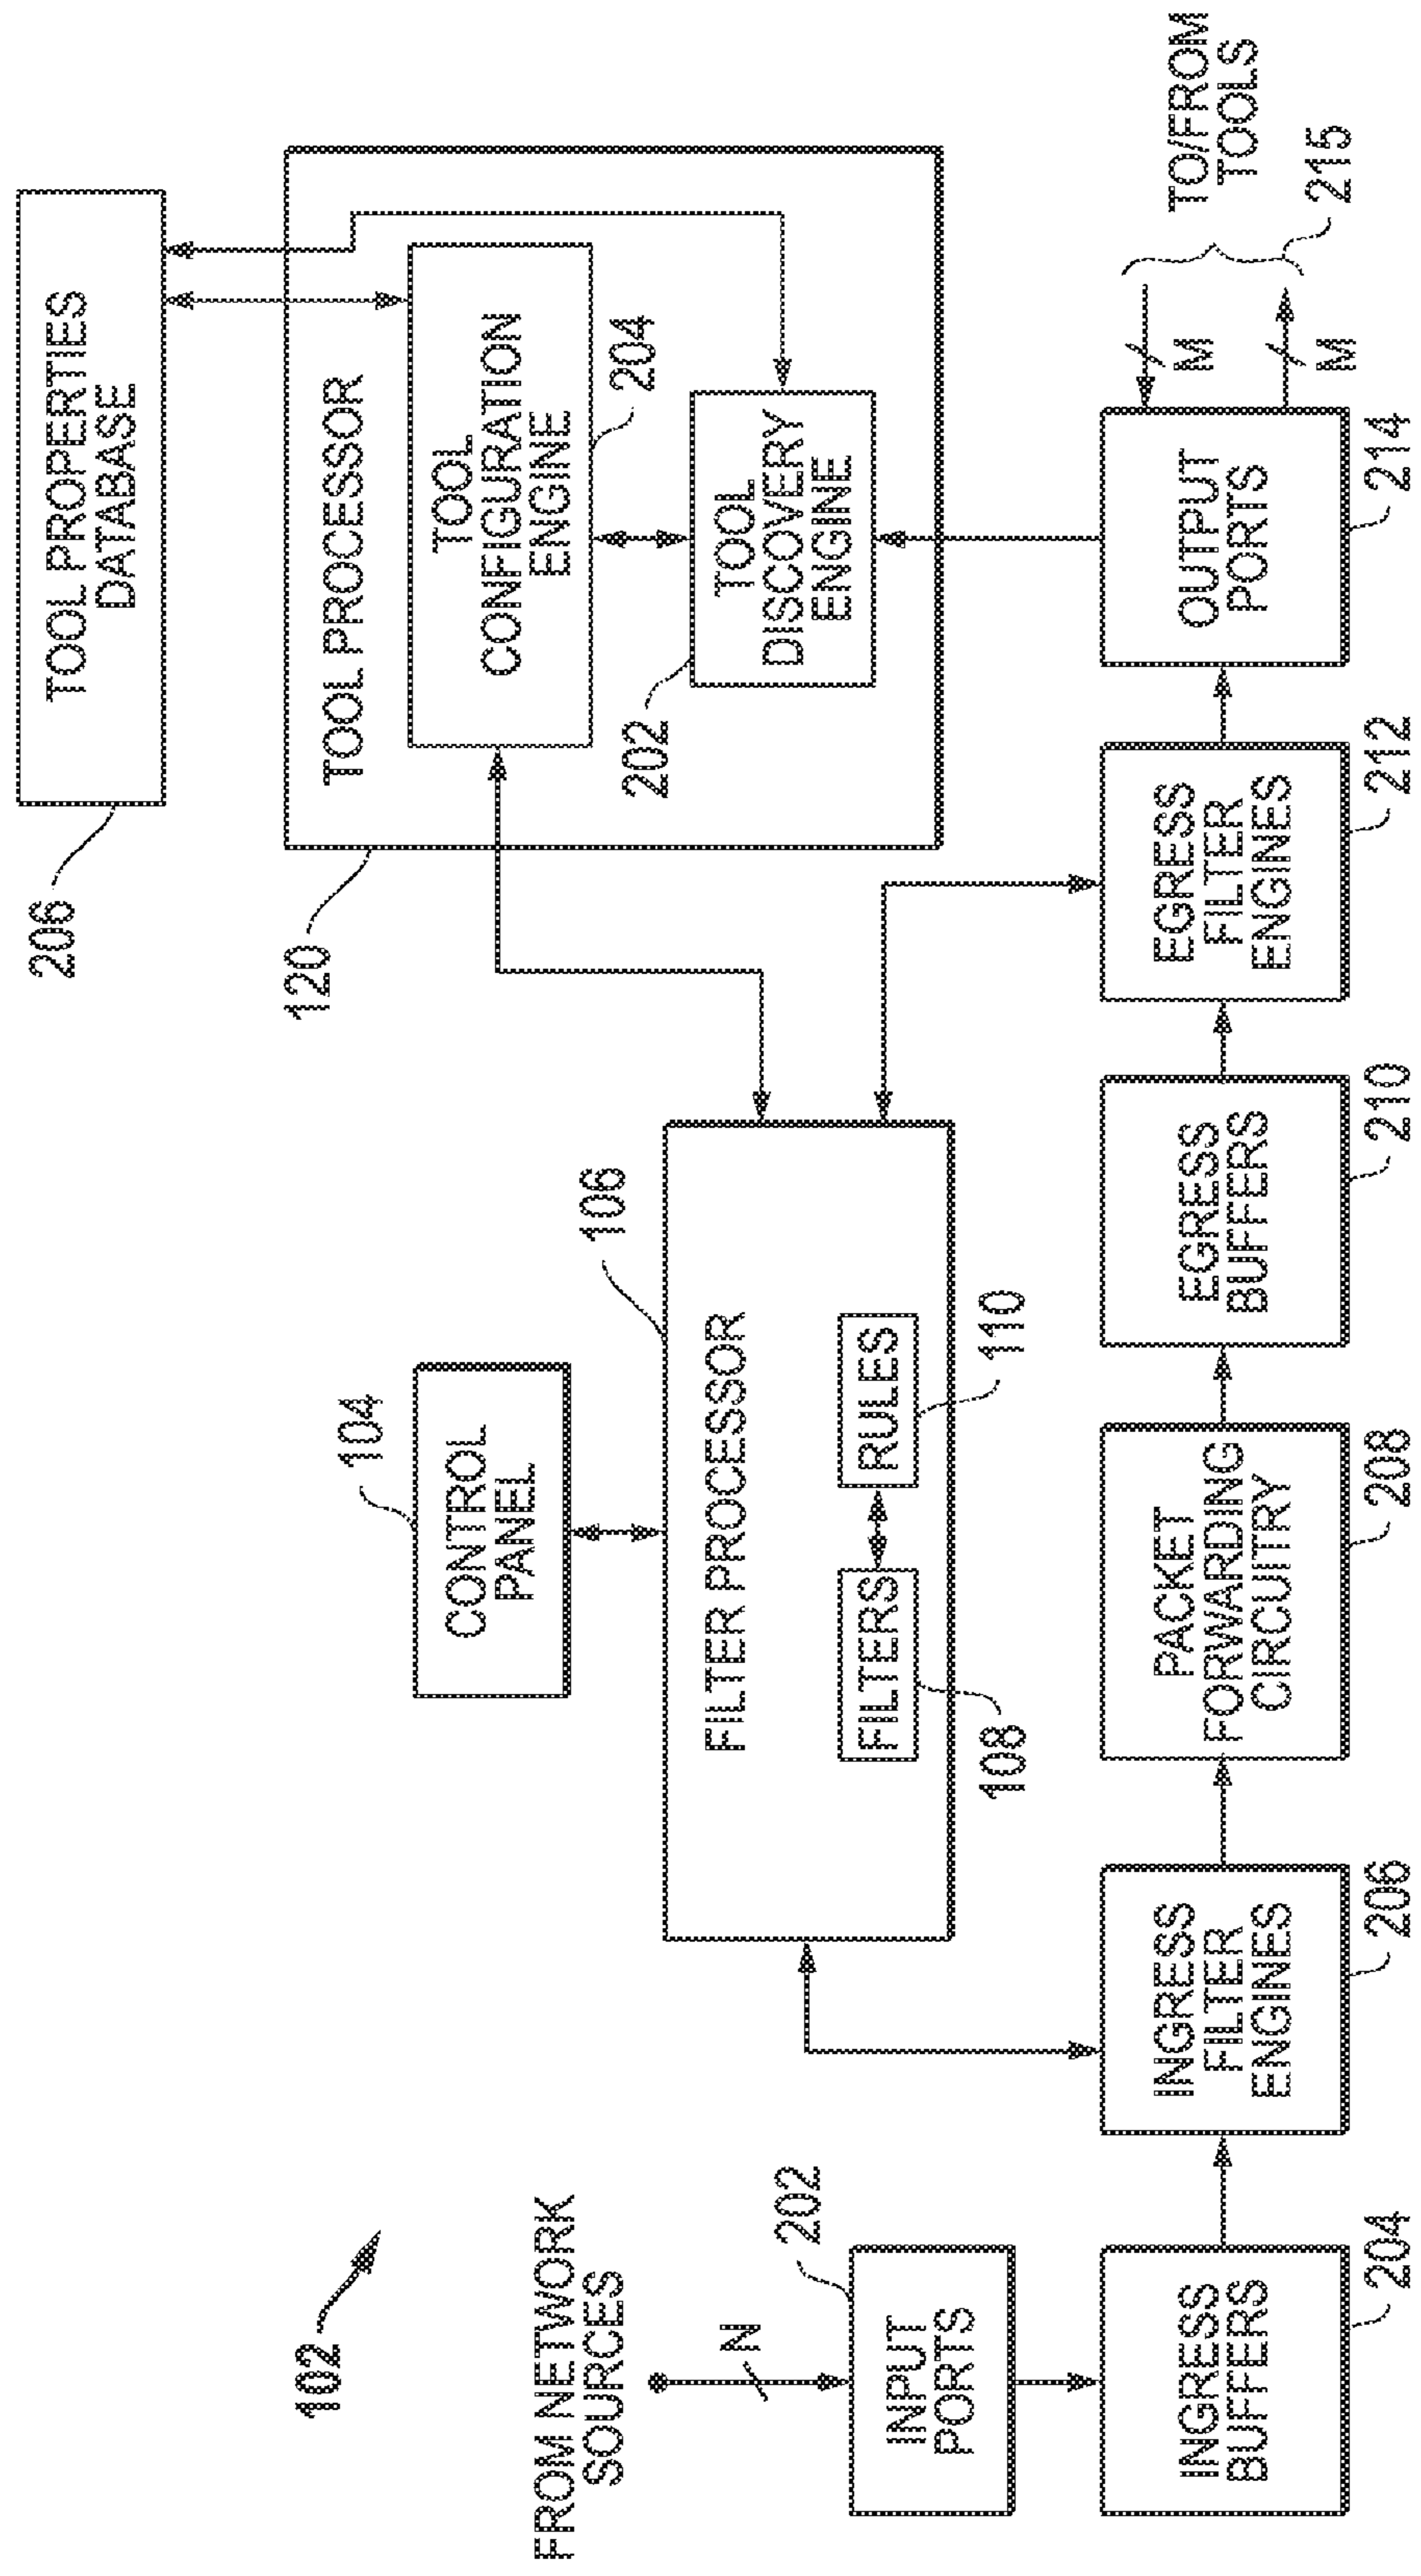 102
206
TOOL PROPERTIES
DATABASE
120
TOOL PROCESSOR
TOOL
CONFIGURATION
ENGINE
204
202
TOOL
DISCOVERY
ENGINE
104
CONTROL
PANEL
106
FILTER PROCESSOR
FILTERS
RULES
108
110
FROM NETWORK
SOURCES
N
202
INPUT
PORTS
INGRESS
BUFFERS
204
INGRESS
FILTER
ENGINES
206
PACKET
FORWARDING
CIRCUITRY
208
EGRESS
BUFFERS
210
EGRESS
FILTER
ENGINES
212
OUTPUT
PORTS
214
M
M
TO/FROM
TOOLS
215